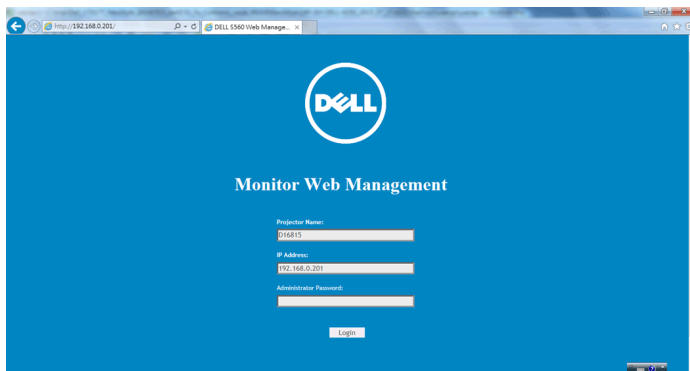 http://192.168.0.201/
DELL S560 Web Manage...
DELL
Monitor Web Management
Projector Name:
D16815
IP Address:
192.168.0.201
Administrator Password:
Login